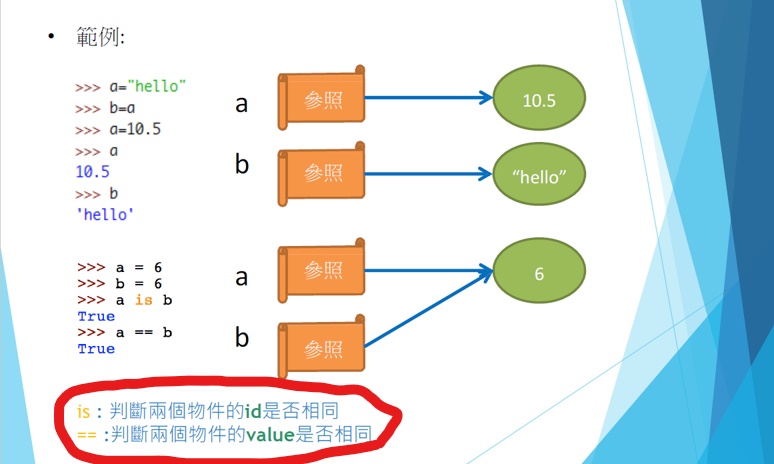 • 範例:
>>> a="hello"
>>> b=a
>>> a=10.5
>>> a
10.5
>>> b
'hello'
a 參照 10.5
b 參照 “hello”
>>> a = 6
>>> b = 6
>>> a is b
True
>>> a == b
True
a 參照 6
b 參照
is : 判斷兩個物件的id是否相同
== :判斷兩個物件的value是否相同